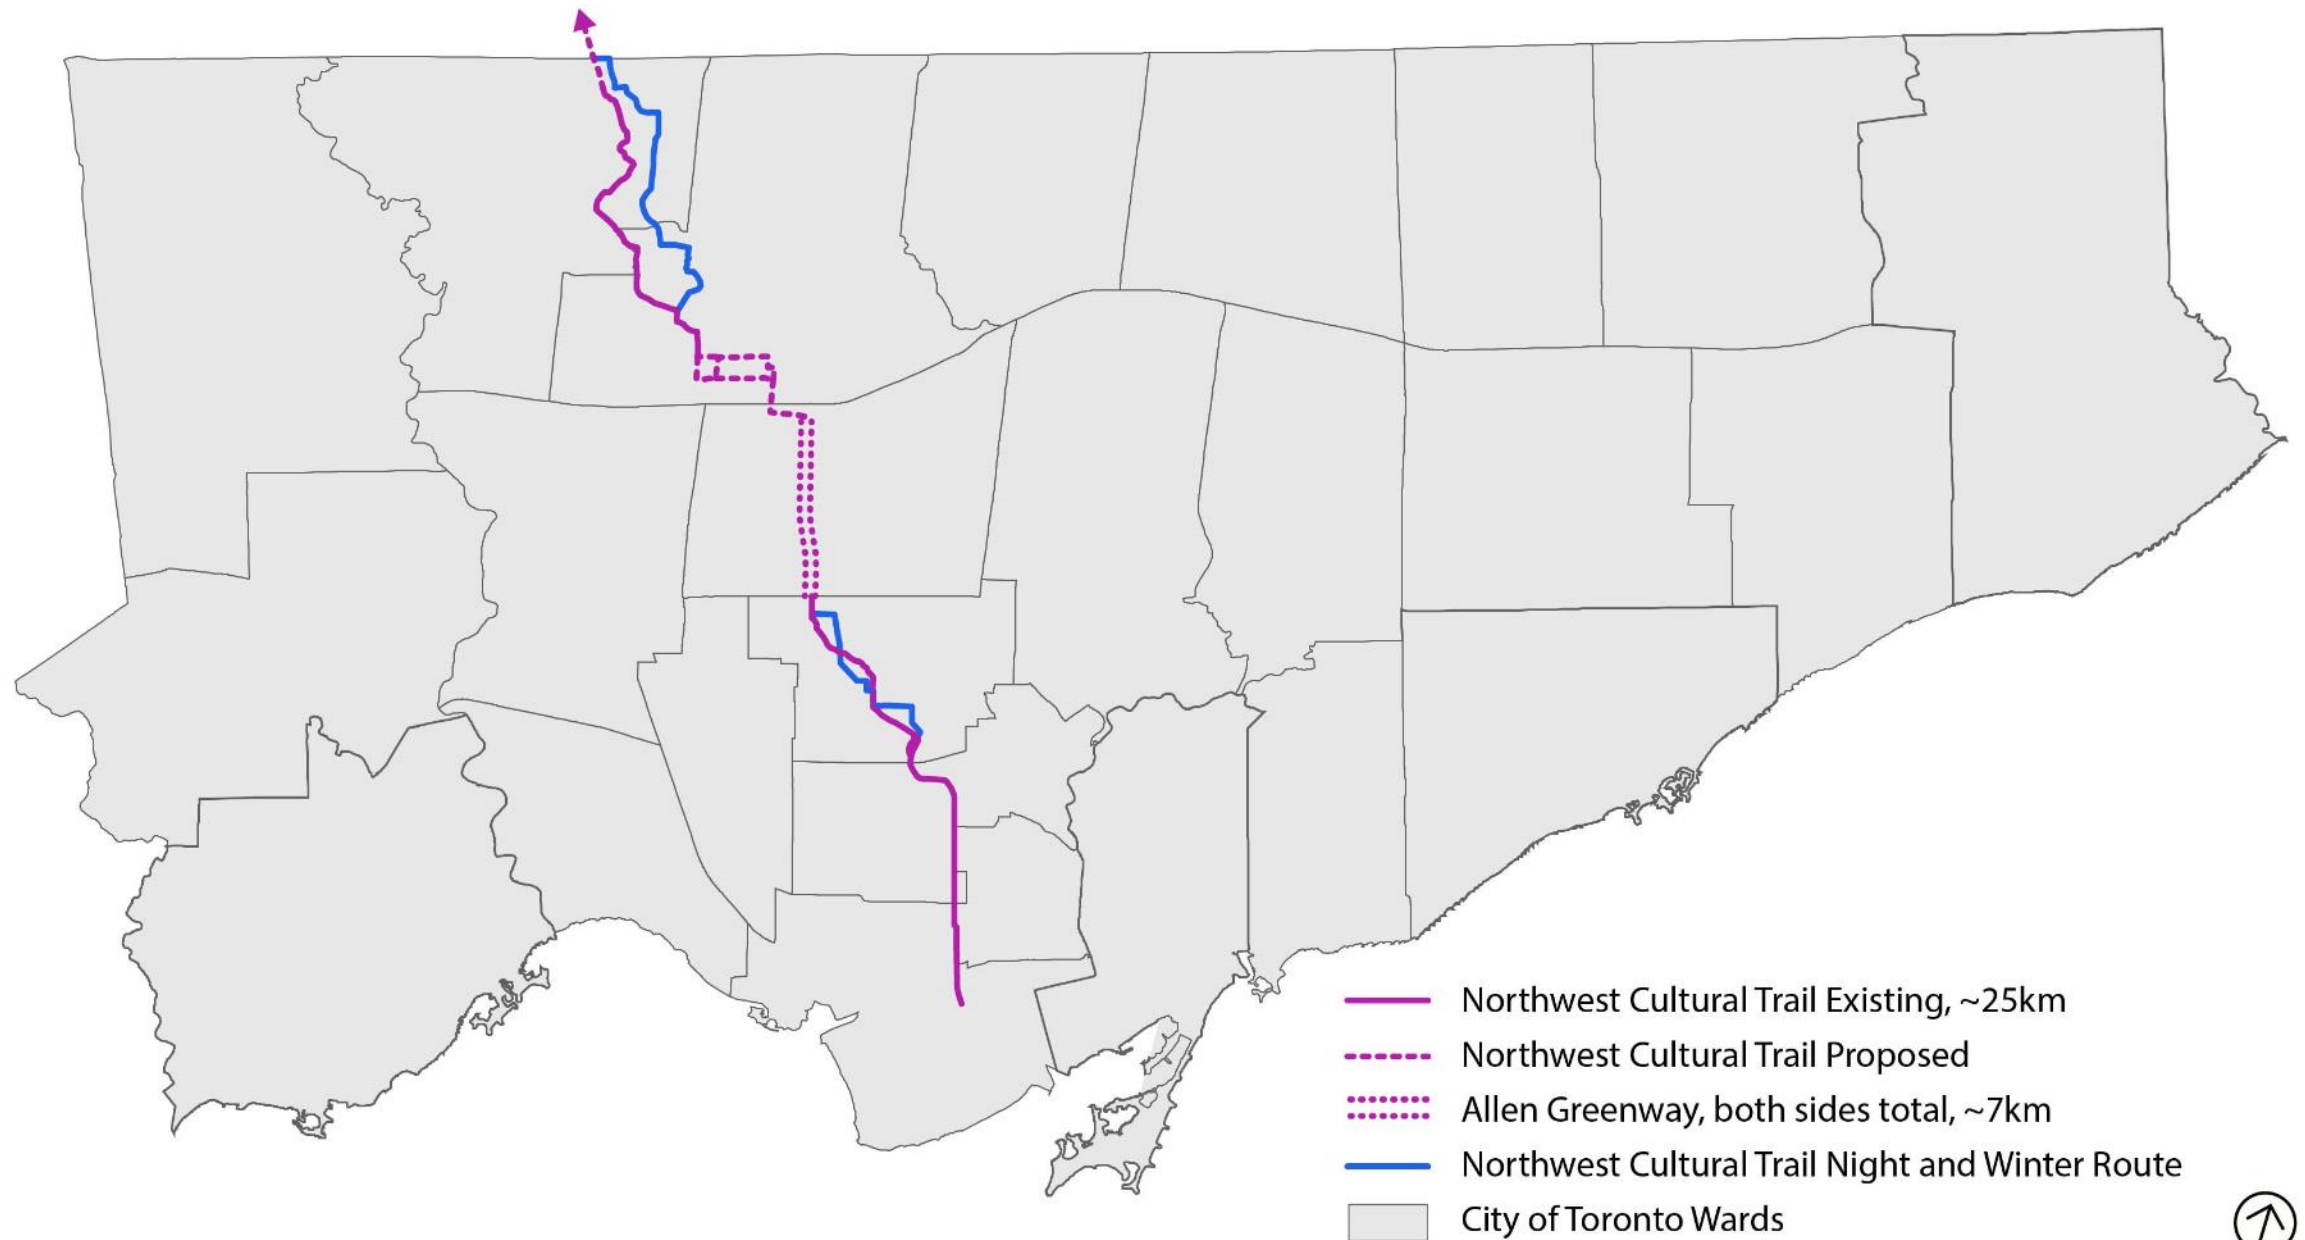 Northwest Cultural Trail Existing, ~25km
Northwest Cultural Trail Proposed
Allen Greenway, both sides total, ~7km
Northwest Cultural Trail Night and Winter Route
City of Toronto Wards